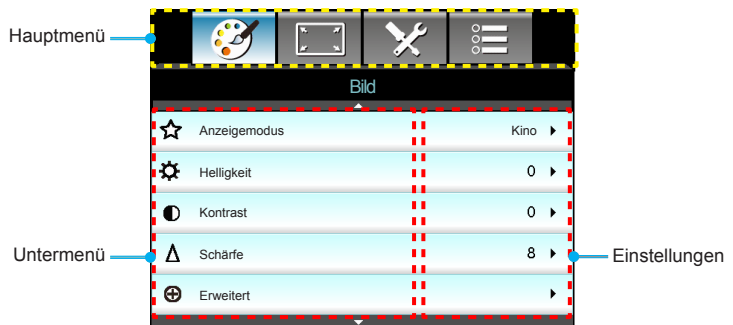 Hauptmenü
Bild
Anzeigemodus Kino
Helligkeit 0
Kontrast 0
Untermenü
Schärfe 8
Einstellungen
Erweitert